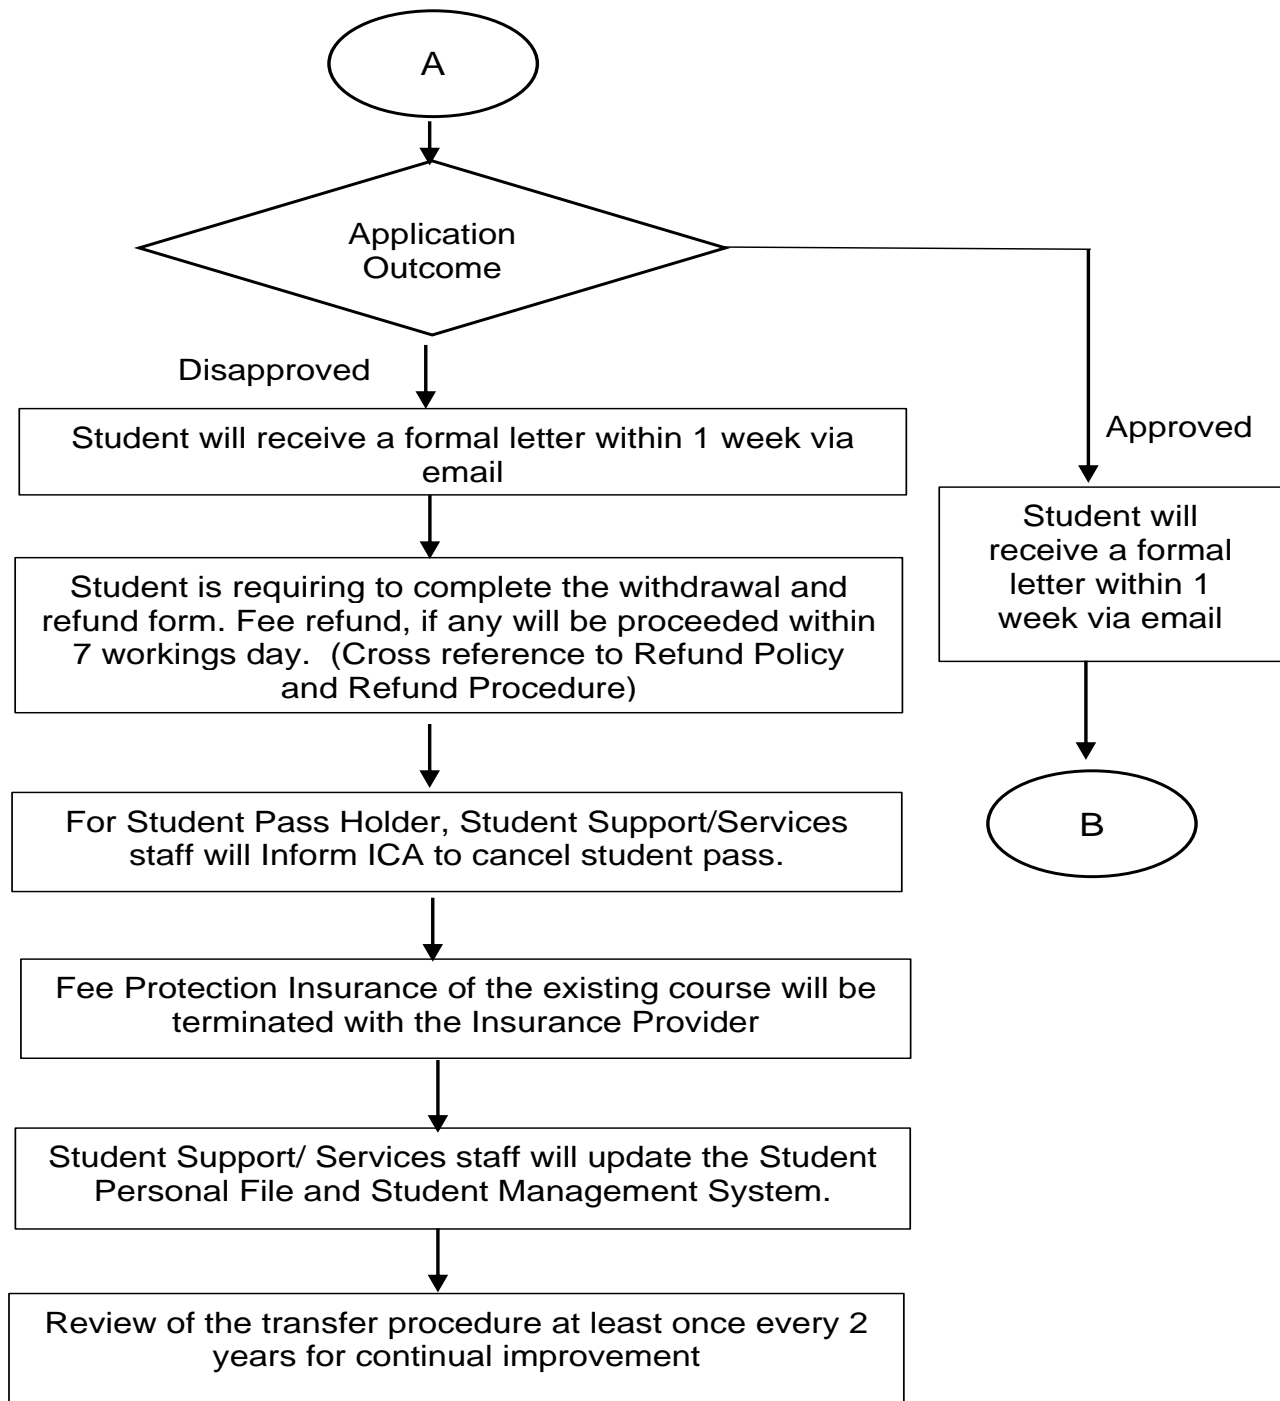 A
Application
Outcome
Disapproved
Student will receive a formal letter within 1 week via
email
Approved
Student will
receive a formal
letter within 1
week via email
Student is requiring to complete the withdrawal and
refund form. Fee refund, if any will be proceeded within
7 workings day.  (Cross reference to Refund Policy
and Refund Procedure)
B
For Student Pass Holder, Student Support/Services
staff will Inform ICA to cancel student pass.
Fee Protection Insurance of the existing course will be
terminated with the Insurance Provider
Student Support/ Services staff will update the Student
Personal File and Student Management System.
Review of the transfer procedure at least once every 2
years for continual improvement